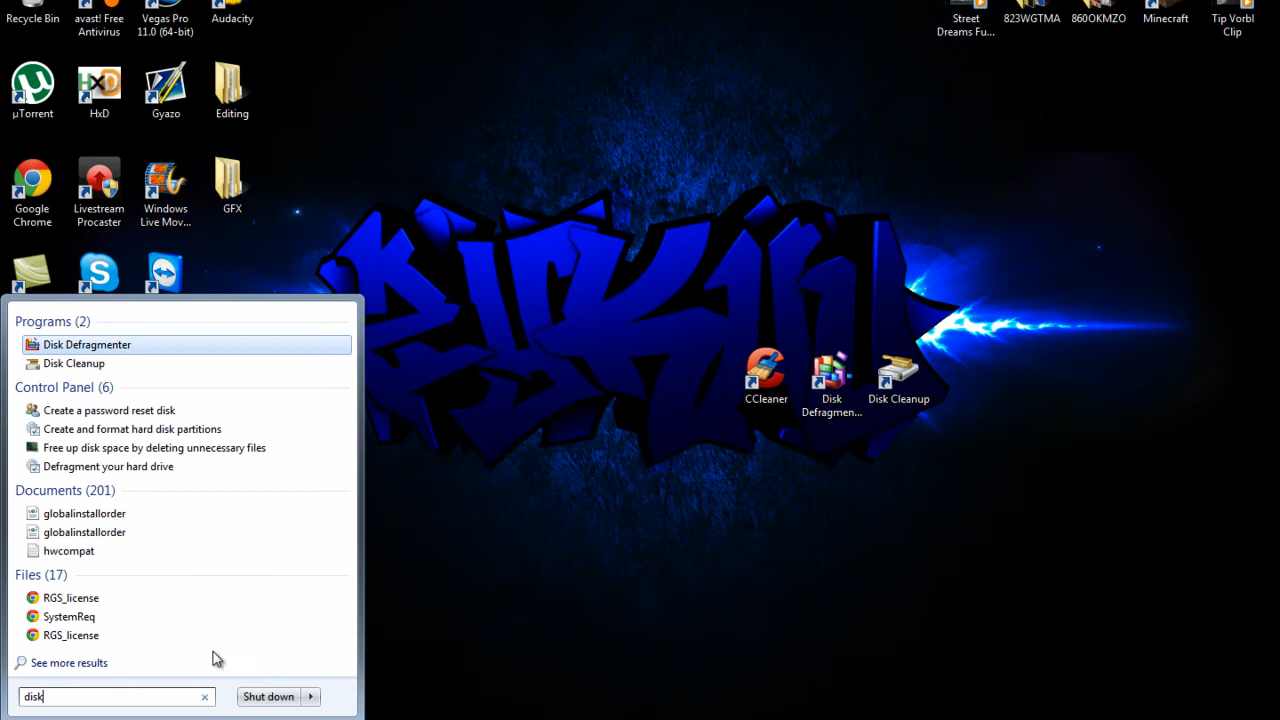 Recycle Bin
avast! Free
Antivirus
Vegas Pro
11.0 (64-bit)
Audacity
Street
Dreams Fu...
823WGTMA
860OKMZO
Minecraft
Tip Vorbl
Clip
µTorrent
HxD
Gyazo
Editing
Google
Chrome
Livestream
Procaster
Windows
Live Mov...
GFX
CCleaner
Disk
Defragmen...
Disk Cleanup
Programs (2)
Disk Defragmenter
Disk Cleanup
Control Panel (6)
Create a password reset disk
Create and format hard disk partitions
Free up disk space by deleting unnecessary files
Defragment your hard drive
Documents (201)
globalinstallorder
globalinstallorder
hwcompat
Files (17)
RGS_license
SystemReq
RGS_license
See more results
disk
Shut down